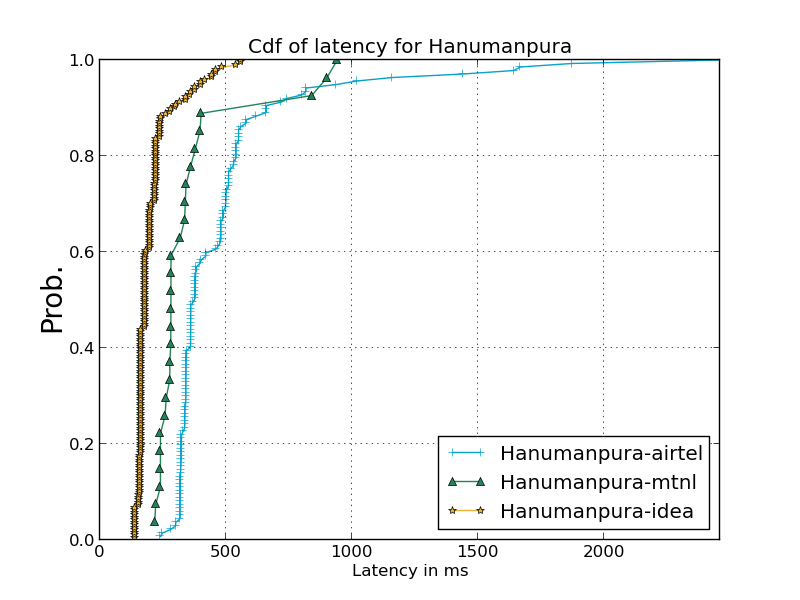 Cdf of latency for Hanumanpura
Prob.
1.0
0.8
0.6
0.4
0.2
0.0
Hanumanpura-airtel
Hanumanpura-mtnl
Hanumanpura-idea
0 500 1000 1500 2000
Latency in ms